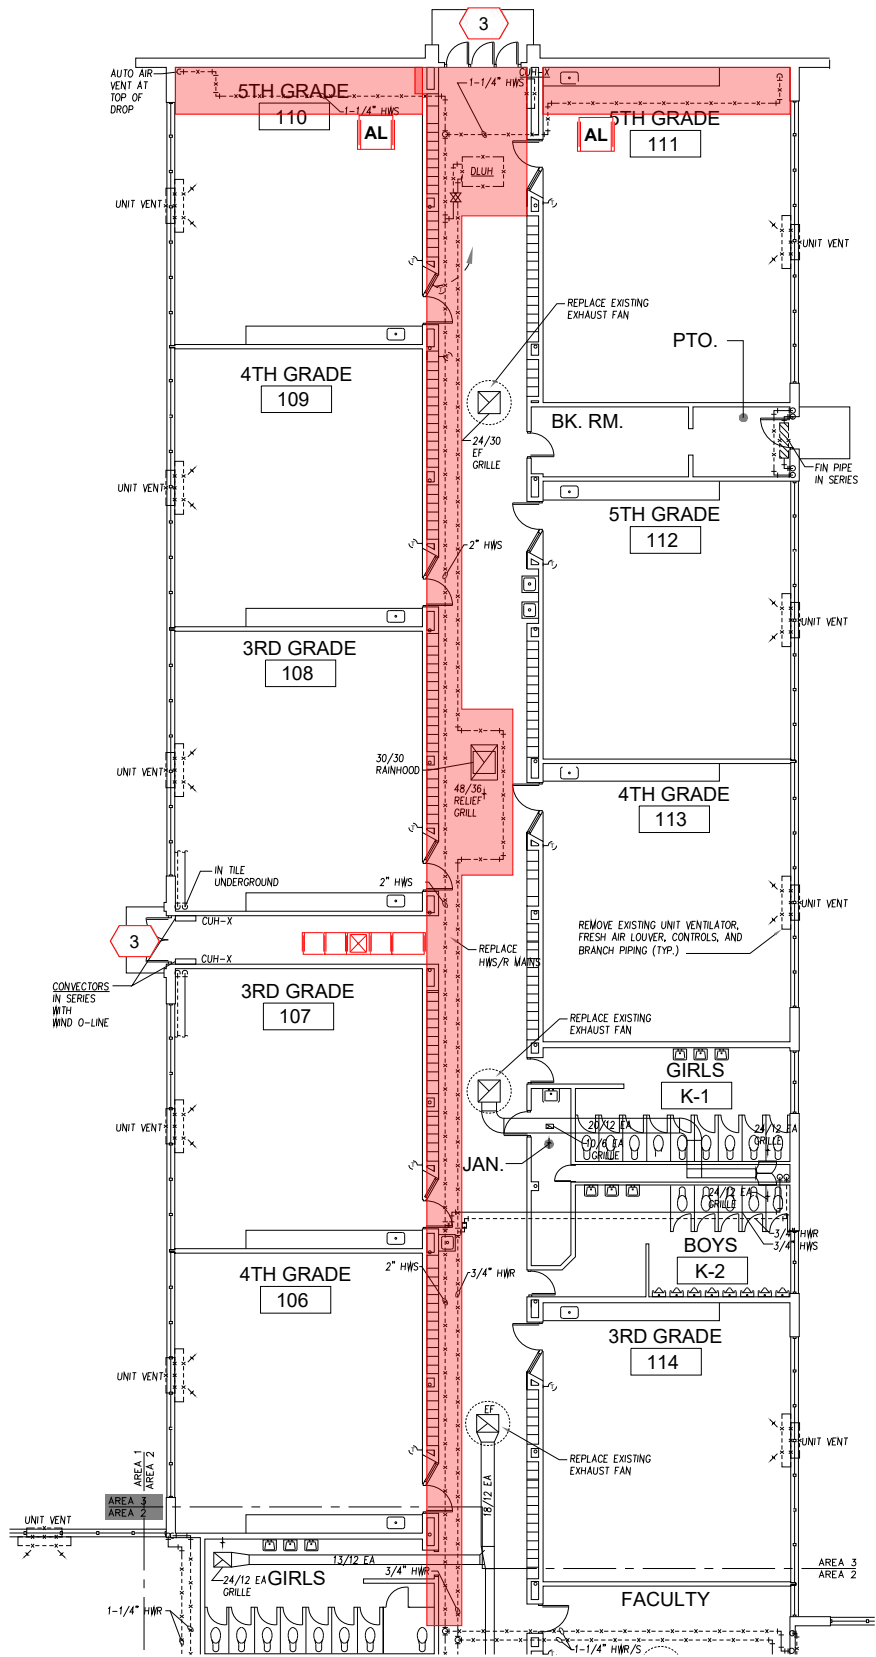 3
AUTO AIR
VENT AT
TOP OF
DROP
5TH GRADE
110
1-1/4" HWS
AL
CUH-X
1-1/4" HWS
5TH GRADE
111
AL
DLUH
UNIT VENT
UNIT VENT
REPLACE EXISTING
EXHAUST FAN
PTO.
4TH GRADE
109
BK. RM.
24/30
EF
GRILLE
FIN PIPE
IN SERIES
UNIT VENT
5TH GRADE
112
2" HWS
UNIT VENT
3RD GRADE
108
30/30
RAINHOOD
48/36
RELIEF
GRILL
UNIT VENT
4TH GRADE
113
IN TILE
UNDERGROUND
2" HWS
UNIT VENT
CUH-X
3
CUH-X
REPLACE
HWS/R MAINS
REMOVE EXISTING UNIT VENTILATOR,
FRESH AIR LOUVER, CONTROLS, AND
BRANCH PIPING (TYP.)
CONVECTORS
IN SERIES
WITH
WIND O-LINE
3RD GRADE
107
REPLACE EXISTING
EXHAUST FAN
GIRLS
K-1
UNIT VENT
20/12 EA
10/6 EA
GRILLE
24/12 EA
GRILLE
JAN.
24/12 EA
GRILLE
3/4" HWR
3/4" HWS
BOYS
K-2
4TH GRADE
106
2" HWS
3/4" HWR
3RD GRADE
114
UNIT VENT
EF
REPLACE EXISTING
EXHAUST FAN
UNIT VENT
AREA 1
AREA 2
AREA 3
AREA 2
18/12 EA
UNIT VENT
13/12 EA
24/12 EA
GRILLE
GIRLS
3/4" HWR
AREA 3
AREA 2
FACULTY
1-1/4" HWR
1-1/4" HWR/S